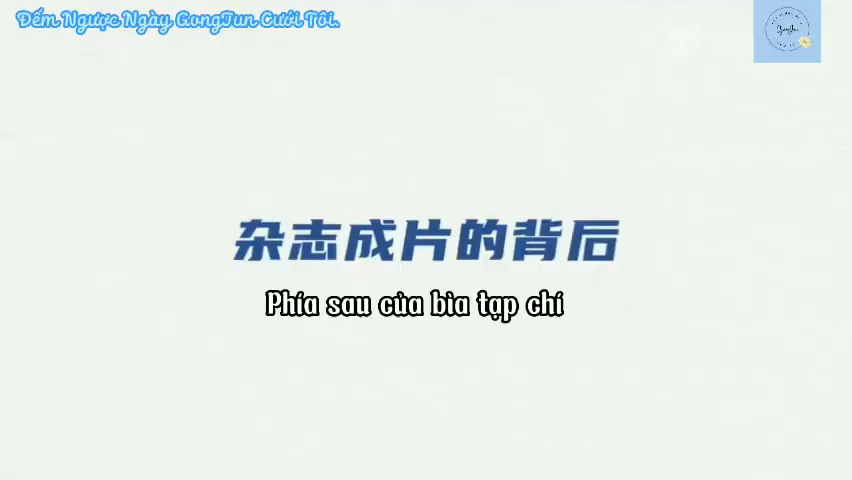 Đếm Ngược Ngày GongJun Cưới Tôi.
杂志成片的背后
Phía sau của bìa tạp chí